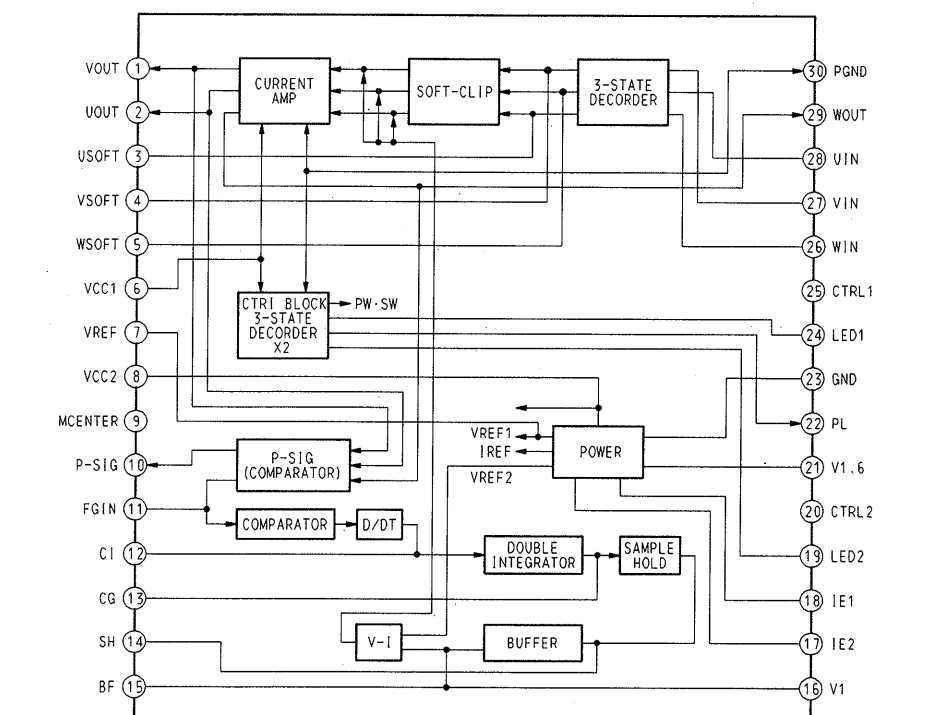 VOUT 1
UOUT 2
USOFT 3
VSOFT 4
WSOFT 5
VCC1 6
VREF 7
VCC2 8
MCENTER 9
P-SIG 10
FGIN 11
CI 12
CG 13
SH 14
BF 15
CURRENT
AMP
SOFT-CLIP
3-STATE
DECORDER
CTRI BLOCK
3-STATE
DECORDER
X2
PW·SW
VREF1
IREF
VREF2
POWER
P-SIG
(COMPARATOR)
COMPARATOR
D/DT
DOUBLE
INTEGRATOR
SAMPLE
HOLD
V-I
BUFFER
30 PGND
29 WOUT
28 UIN
27 VIN
26 WIN
25 CTRL1
24 LED1
23 GND
22 PL
21 V1.6
20 CTRL2
19 LED2
18 IE1
17 IE2
16 V1